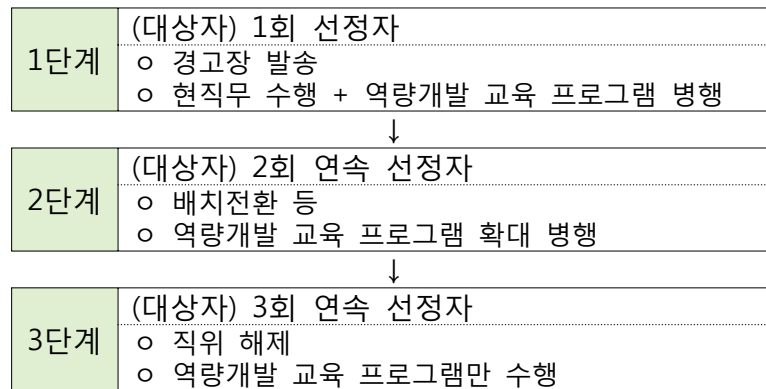 1단계
(대상자) 1회 선정자
ㅇ 경고장 발송
ㅇ 현직무 수행 + 역량개발 교육 프로그램 병행
↓
2단계
(대상자) 2회 연속 선정자
ㅇ 배치전환 등
ㅇ 역량개발 교육 프로그램 확대 병행
↓
3단계
(대상자) 3회 연속 선정자
ㅇ 직위 해제
ㅇ 역량개발 교육 프로그램만 수행